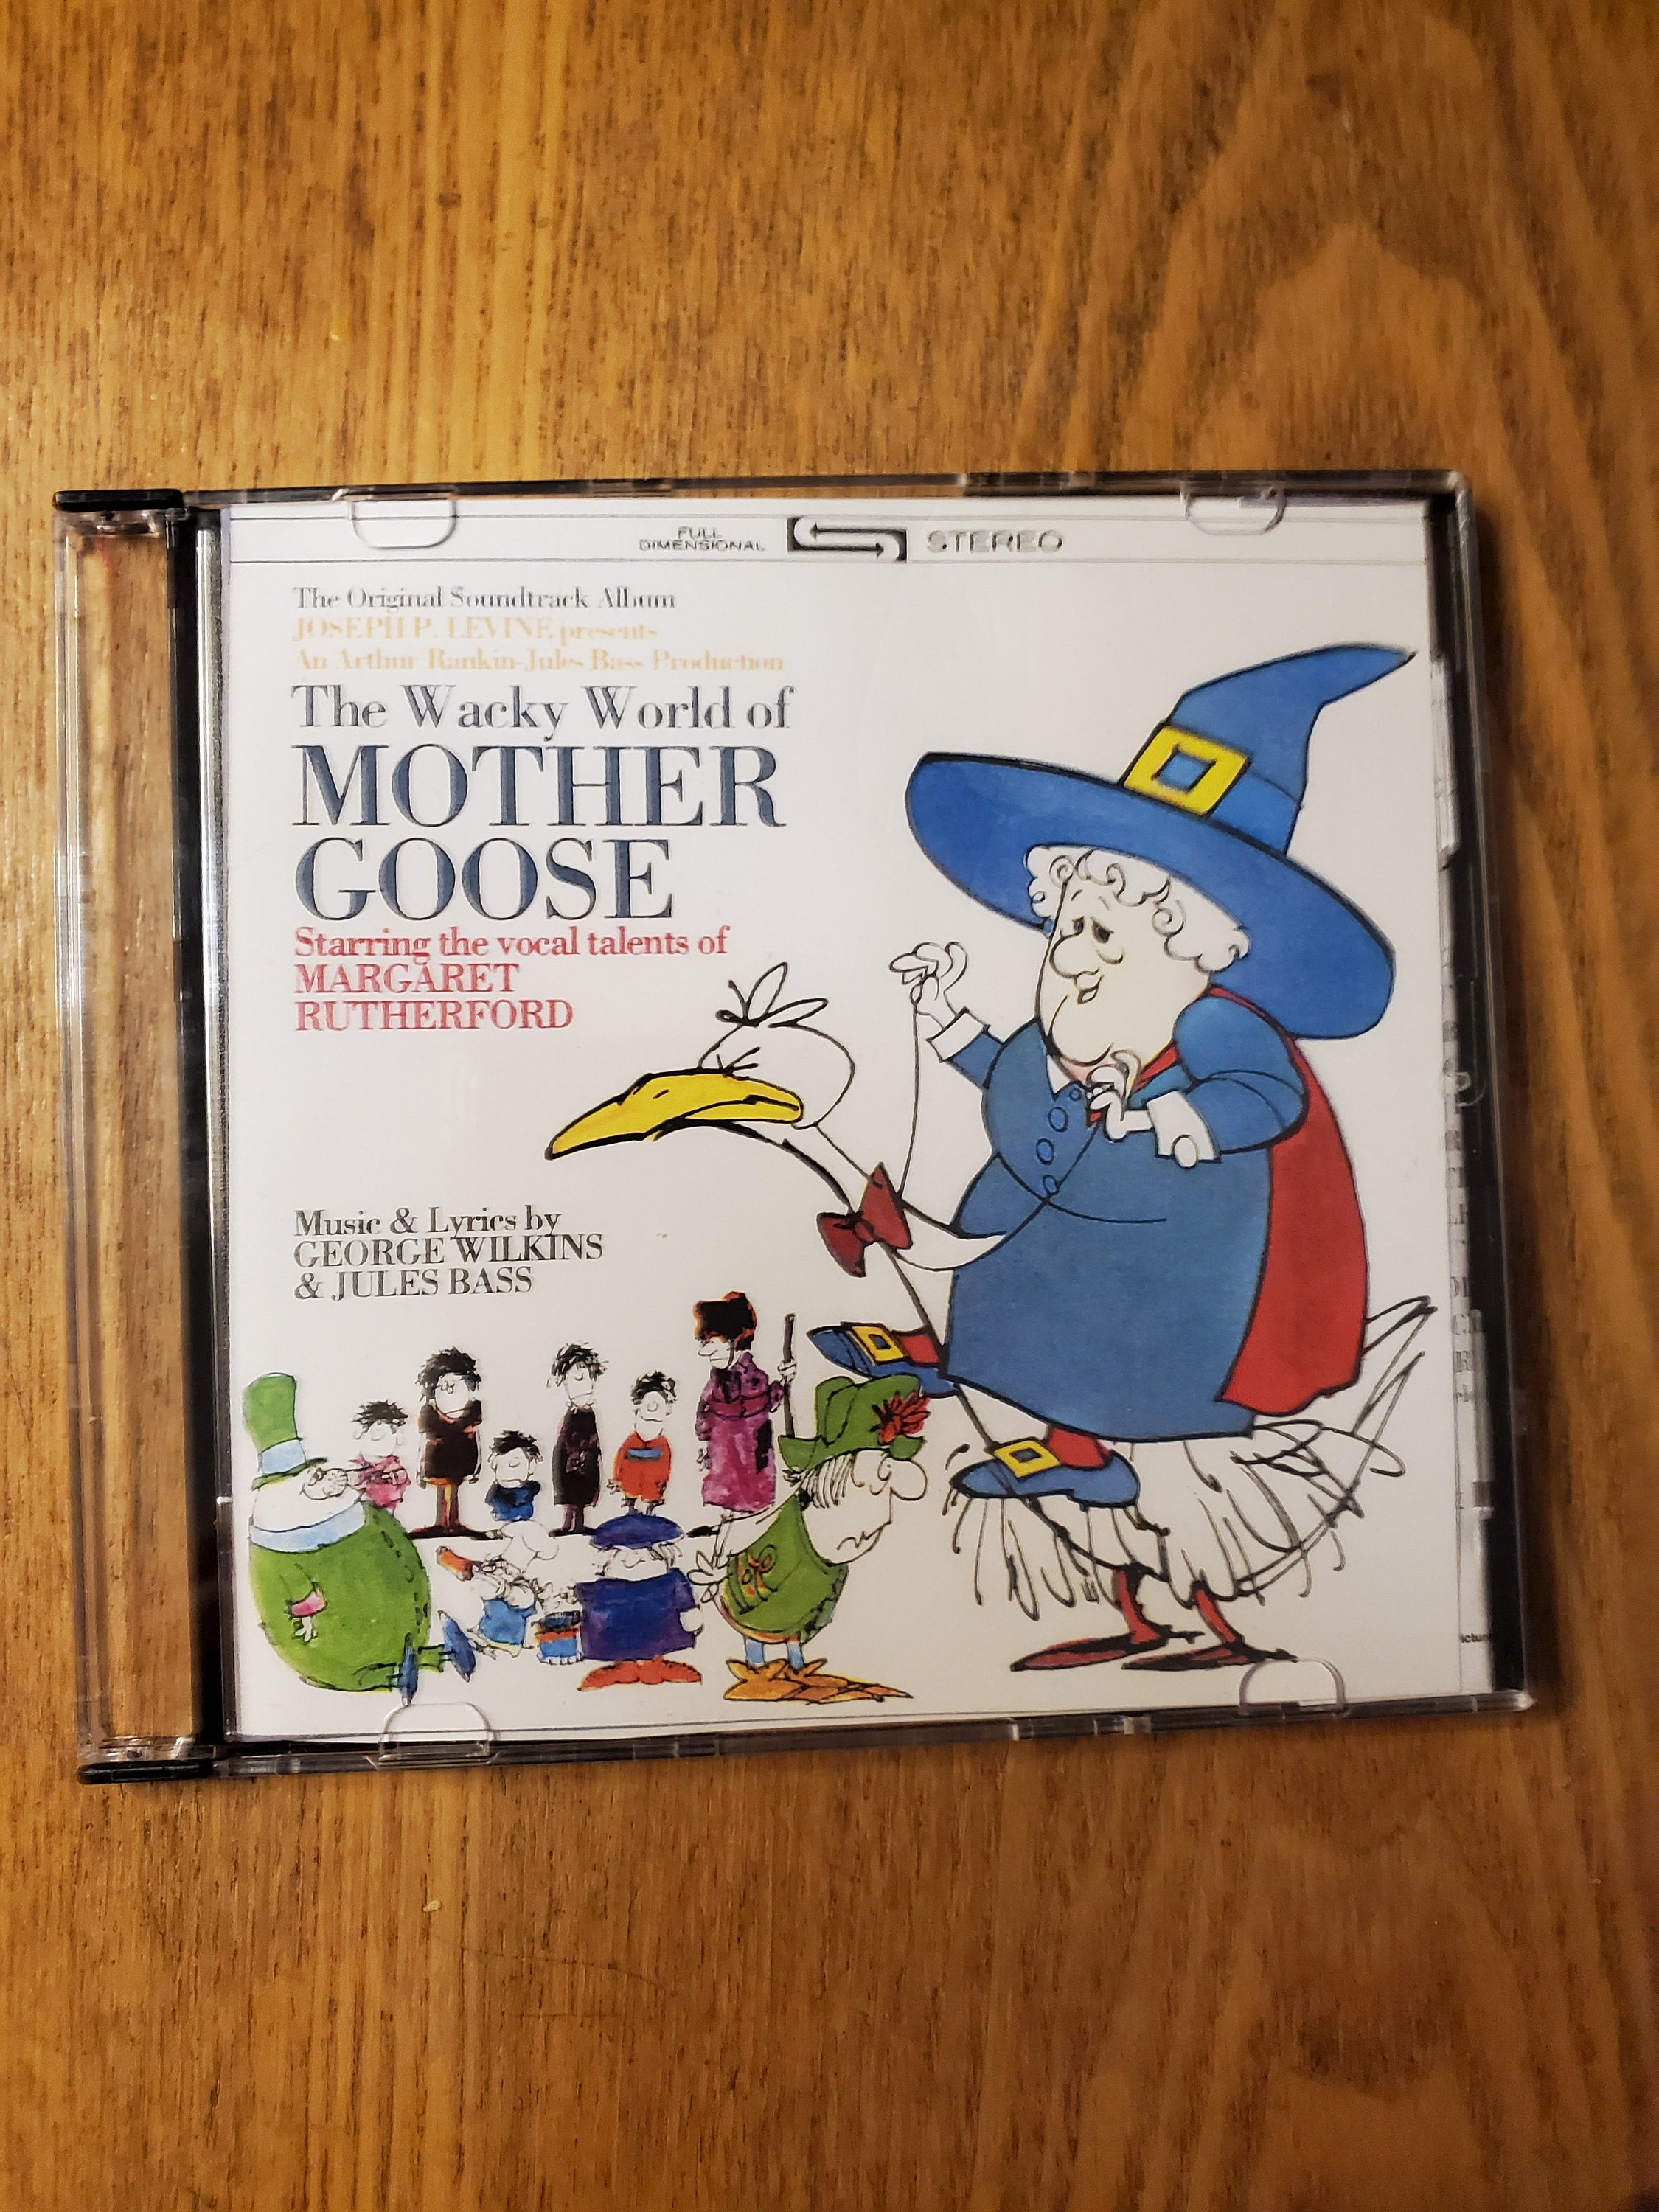 FULL
DIMENSIONAL
STEREO
The Original Soundtrack Album
JOSEPH P. LEVINE presents
An Arthur Rankin-Jules Bass Production
The Wacky World of
MOTHER
GOOSE
Starring the vocal talents of
MARGARET
RUTHERFORD
Music & Lyrics by
GEORGE WILKINS
& JULES BASS